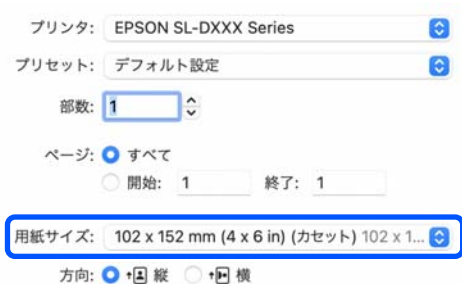 プリンタ: EPSON SL-DXXX Series
プリセット: デフォルト設定
部数: 1
ページ: すべて
開始: 1 終了: 1
用紙サイズ: 102 x 152 mm (4 x 6 in) (カセット) 102 x 1...
方向: 縦 横